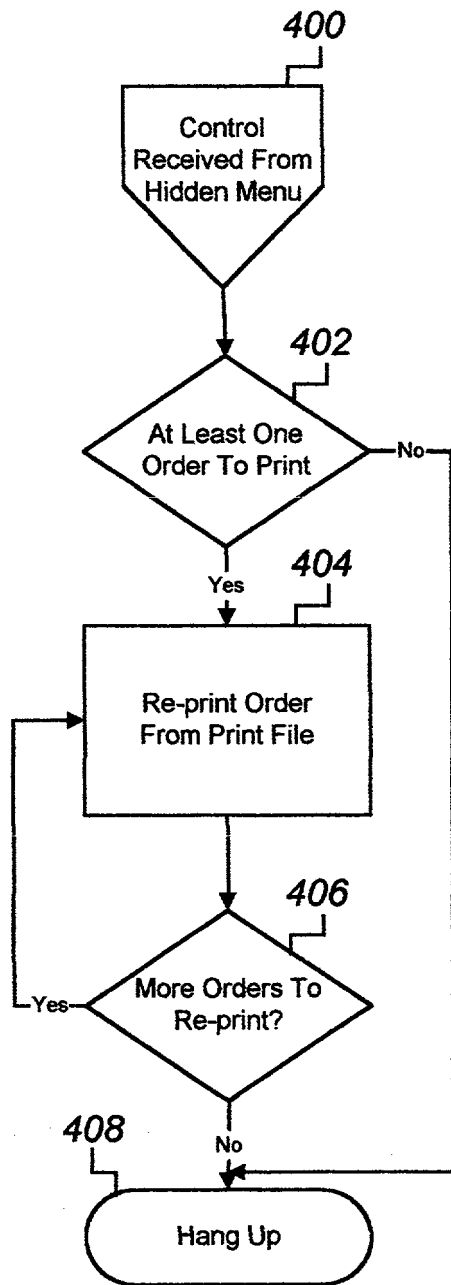 400
Control
Received From
Hidden Menu
402
At Least One
Order To Print
No
Yes
404
Re-print Order
From Print File
406
More Orders To
Re-print?
Yes
No
408
Hang Up